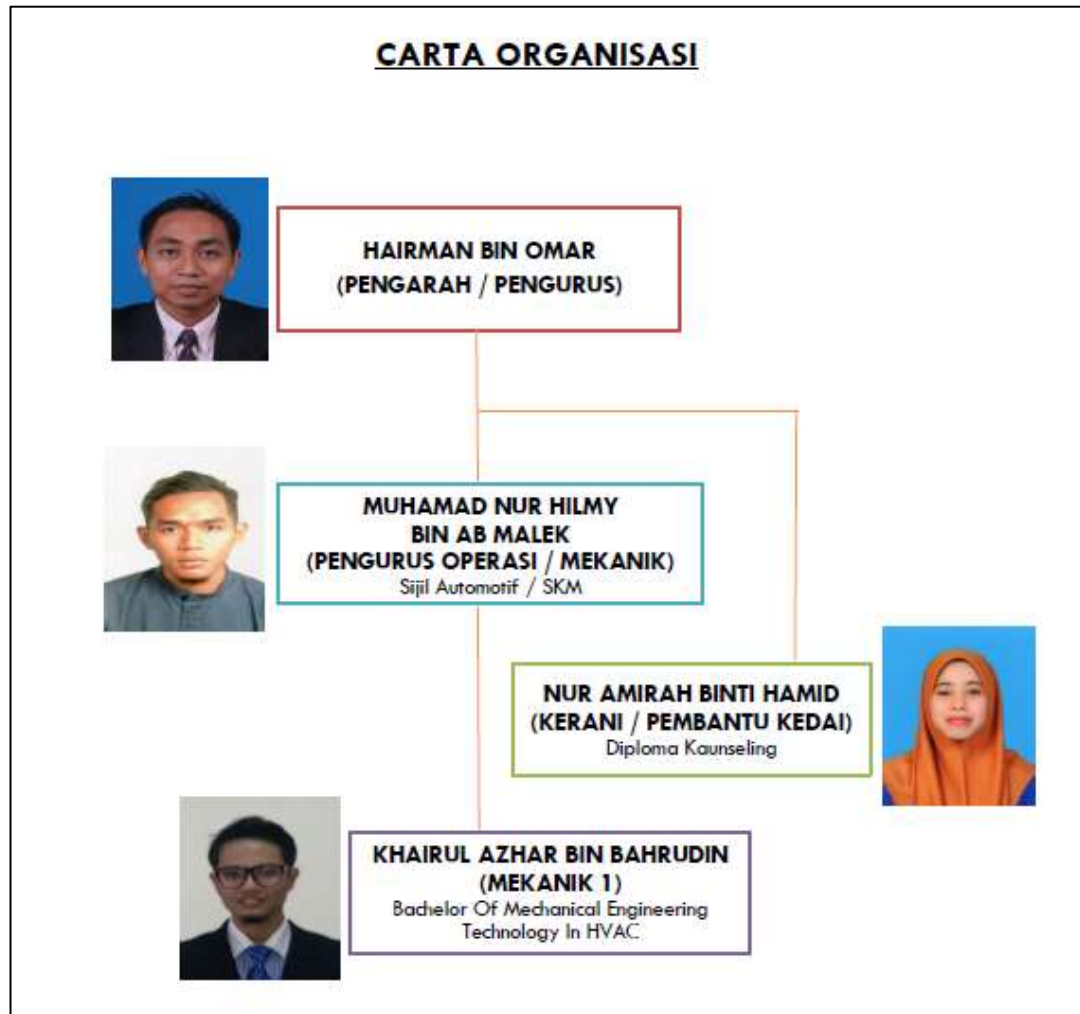 CARTA ORGANISASI
HAIRMAN BIN OMAR
(PENGARAH / PENGURUS)
MUHAMAD NUR HILMY
BIN AB MALEK
(PENGURUS OPERASI / MEKANIK)
Sijil Automotif / SKM
NUR AMIRAH BINTI HAMID
(KERANI / PEMBANTU KEDAI)
Diploma Kaunseling
KHAIRUL AZHAR BIN BAHRUDIN
(MEKANIK 1)
Bachelor Of Mechanical Engineering
Technology In HVAC